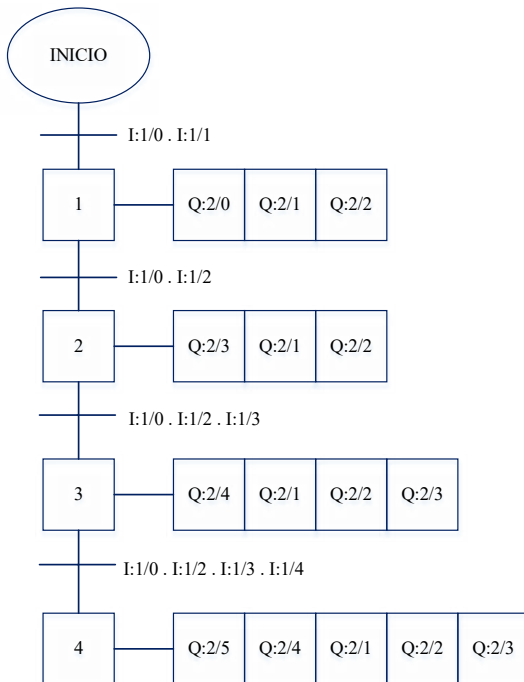 INICIO
I:1/0 . I:1/1
1 Q:2/0 Q:2/1 Q:2/2
I:1/0 . I:1/2
2 Q:2/3 Q:2/1 Q:2/2
I:1/0 . I:1/2 . I:1/3
3 Q:2/4 Q:2/1 Q:2/2 Q:2/3
I:1/0 . I:1/2 . I:1/3 . I:1/4
4 Q:2/5 Q:2/4 Q:2/1 Q:2/2 Q:2/3